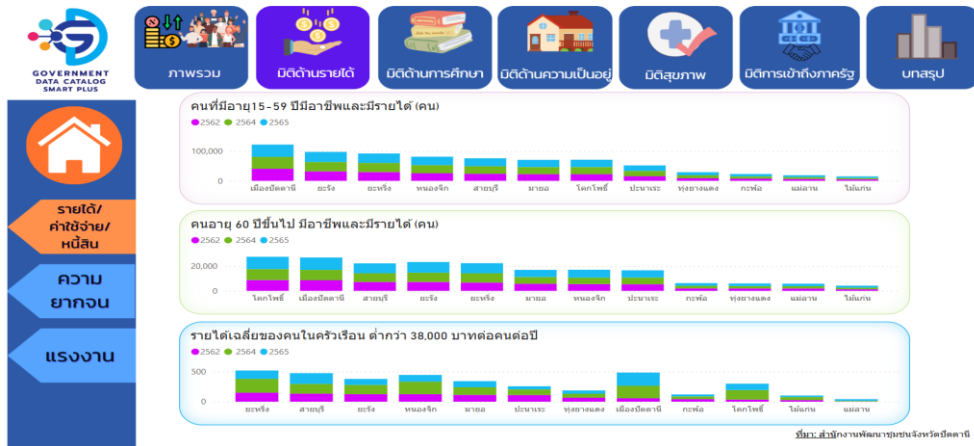 GOVERNMENT
DATA CATALOG
SMART PLUS
ภาพรวม
มิติด้านรายได้
มิติด้านการศึกษา
มิติด้านความเป็นอยู่
มิติสุขภาพ
มิติการเข้าถึงภาครัฐ
บทสรุป
รายได้/
ค่าใช้จ่าย/
หนี้สิน
ความ
ยากจน
แรงงาน
คนที่มีอายุ15-59 ปีมีอาชีพและมีรายได้ (คน)
2562 2564 2565
100,000
0
เมืองปัตตานี ยะรัง ยะหริ่ง หนองจิก สายบุรี มายอ โคกโพธิ์ ปะนาเระ ทุ่งยางแดง กะพ้อ แม่ลาน ไม้แก่น
คนอายุ 60 ปีขึ้นไป มีอาชีพและมีรายได้ (คน)
2562 2564 2565
20,000
0
โคกโพธิ์ เมืองปัตตานี สายบุรี ยะรัง ยะหริ่ง มายอ หนองจิก ปะนาเระ กะพ้อ ทุ่งยางแดง แม่ลาน ไม้แก่น
รายได้เฉลี่ยของคนในครัวเรือน ต่ำกว่า 38,000 บาทต่อคนต่อปี
2562 2564 2565
500
0
ยะหริ่ง สายบุรี ยะรัง หนองจิก มายอ ปะนาเระ ทุ่งยางแดง เมืองปัตตานี กะพ้อ โคกโพธิ์ ไม้แก่น แม่ลาน
ที่มา: สำนักงานพัฒนาชุมชนจังหวัดปัตตานี